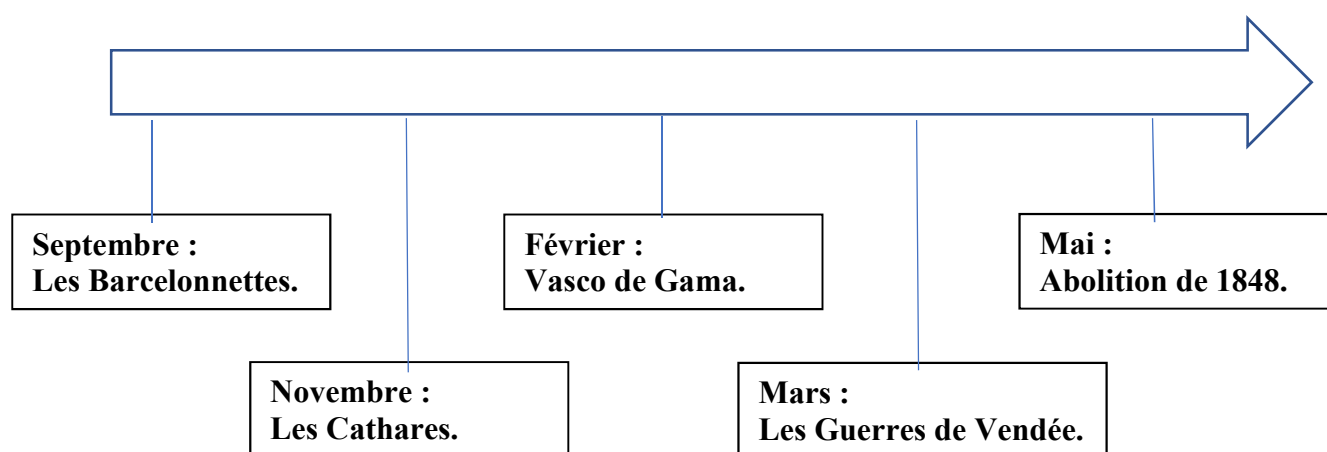 Septembre :
Les Barcelonnettes.
Novembre :
Les Cathares.
Février :
Vasco de Gama.
Mars :
Les Guerres de Vendée.
Mai :
Abolition de 1848.